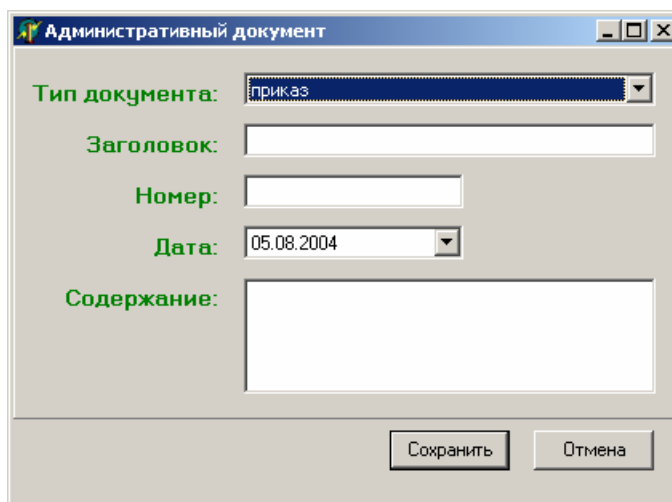 Административный документ
Тип документа: приказ
Заголовок:
Номер:
Дата: 05.08.2004
Содержание:
Сохранить Отмена